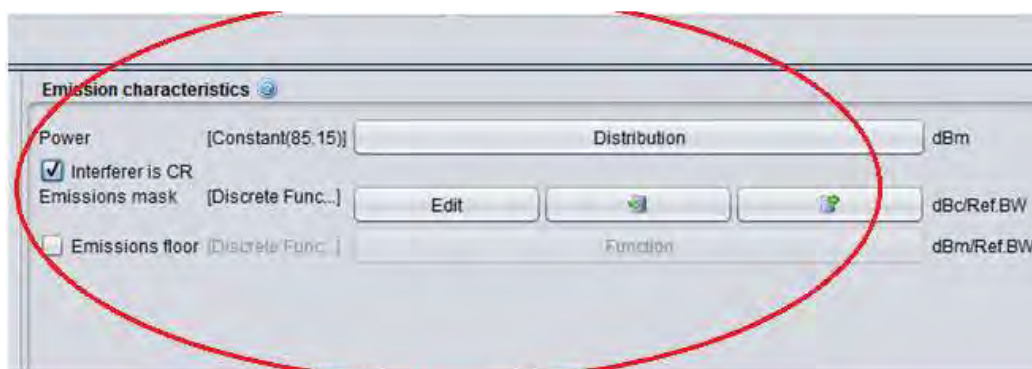 Emission characteristics
Power [Constant(85.15)] Distribution dBm
Interferer is CR
Emissions mask [Discrete Func...] Edit dBc/Ref.BW
Emissions floor [Discrete Func...] Function dBm/Ref.BW